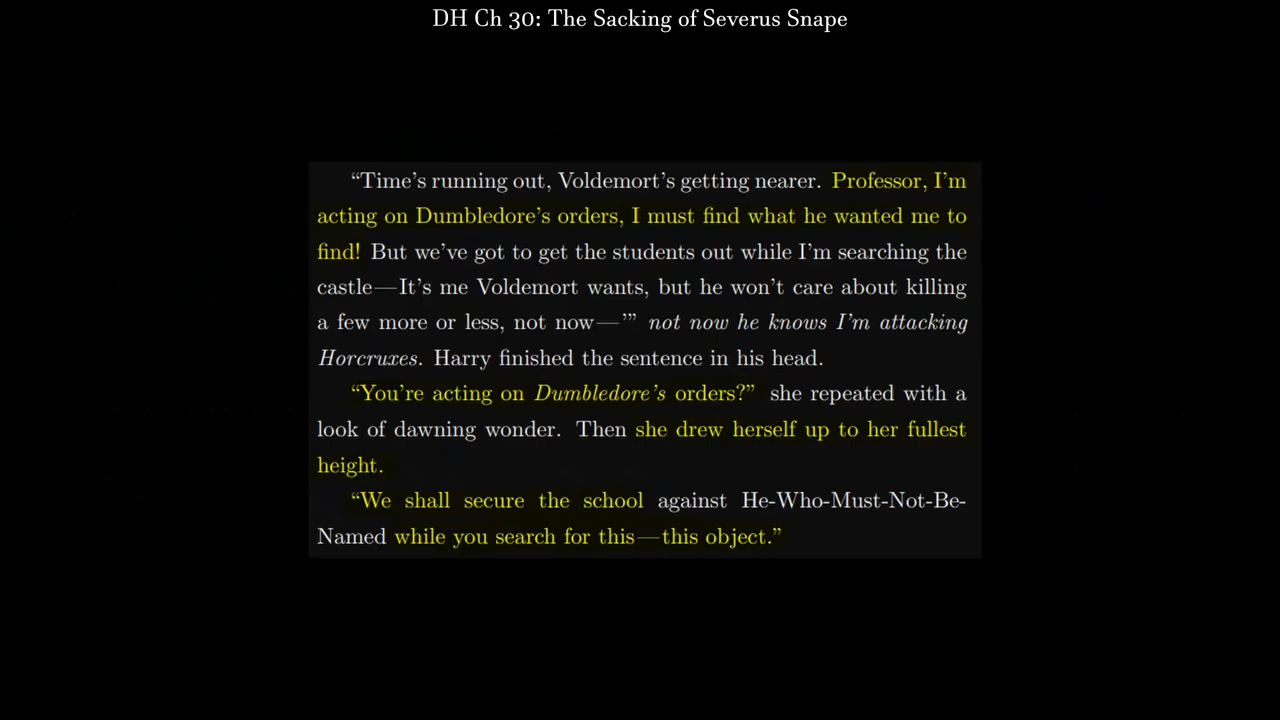 DH Ch 30: The Sacking of Severus Snape
“Time’s running out, Voldemort’s getting nearer. Professor, I’m
acting on Dumbledore’s orders, I must find what he wanted me to
find! But we’ve got to get the students out while I’m searching the
castle—It’s me Voldemort wants, but he won’t care about killing
a few more or less, not now—’” not now he knows I’m attacking
Horcruxes. Harry finished the sentence in his head.
“You’re acting on Dumbledore’s orders?” she repeated with a
look of dawning wonder. Then she drew herself up to her fullest
height.
“We shall secure the school against He-Who-Must-Not-Be-
Named while you search for this—this object.”